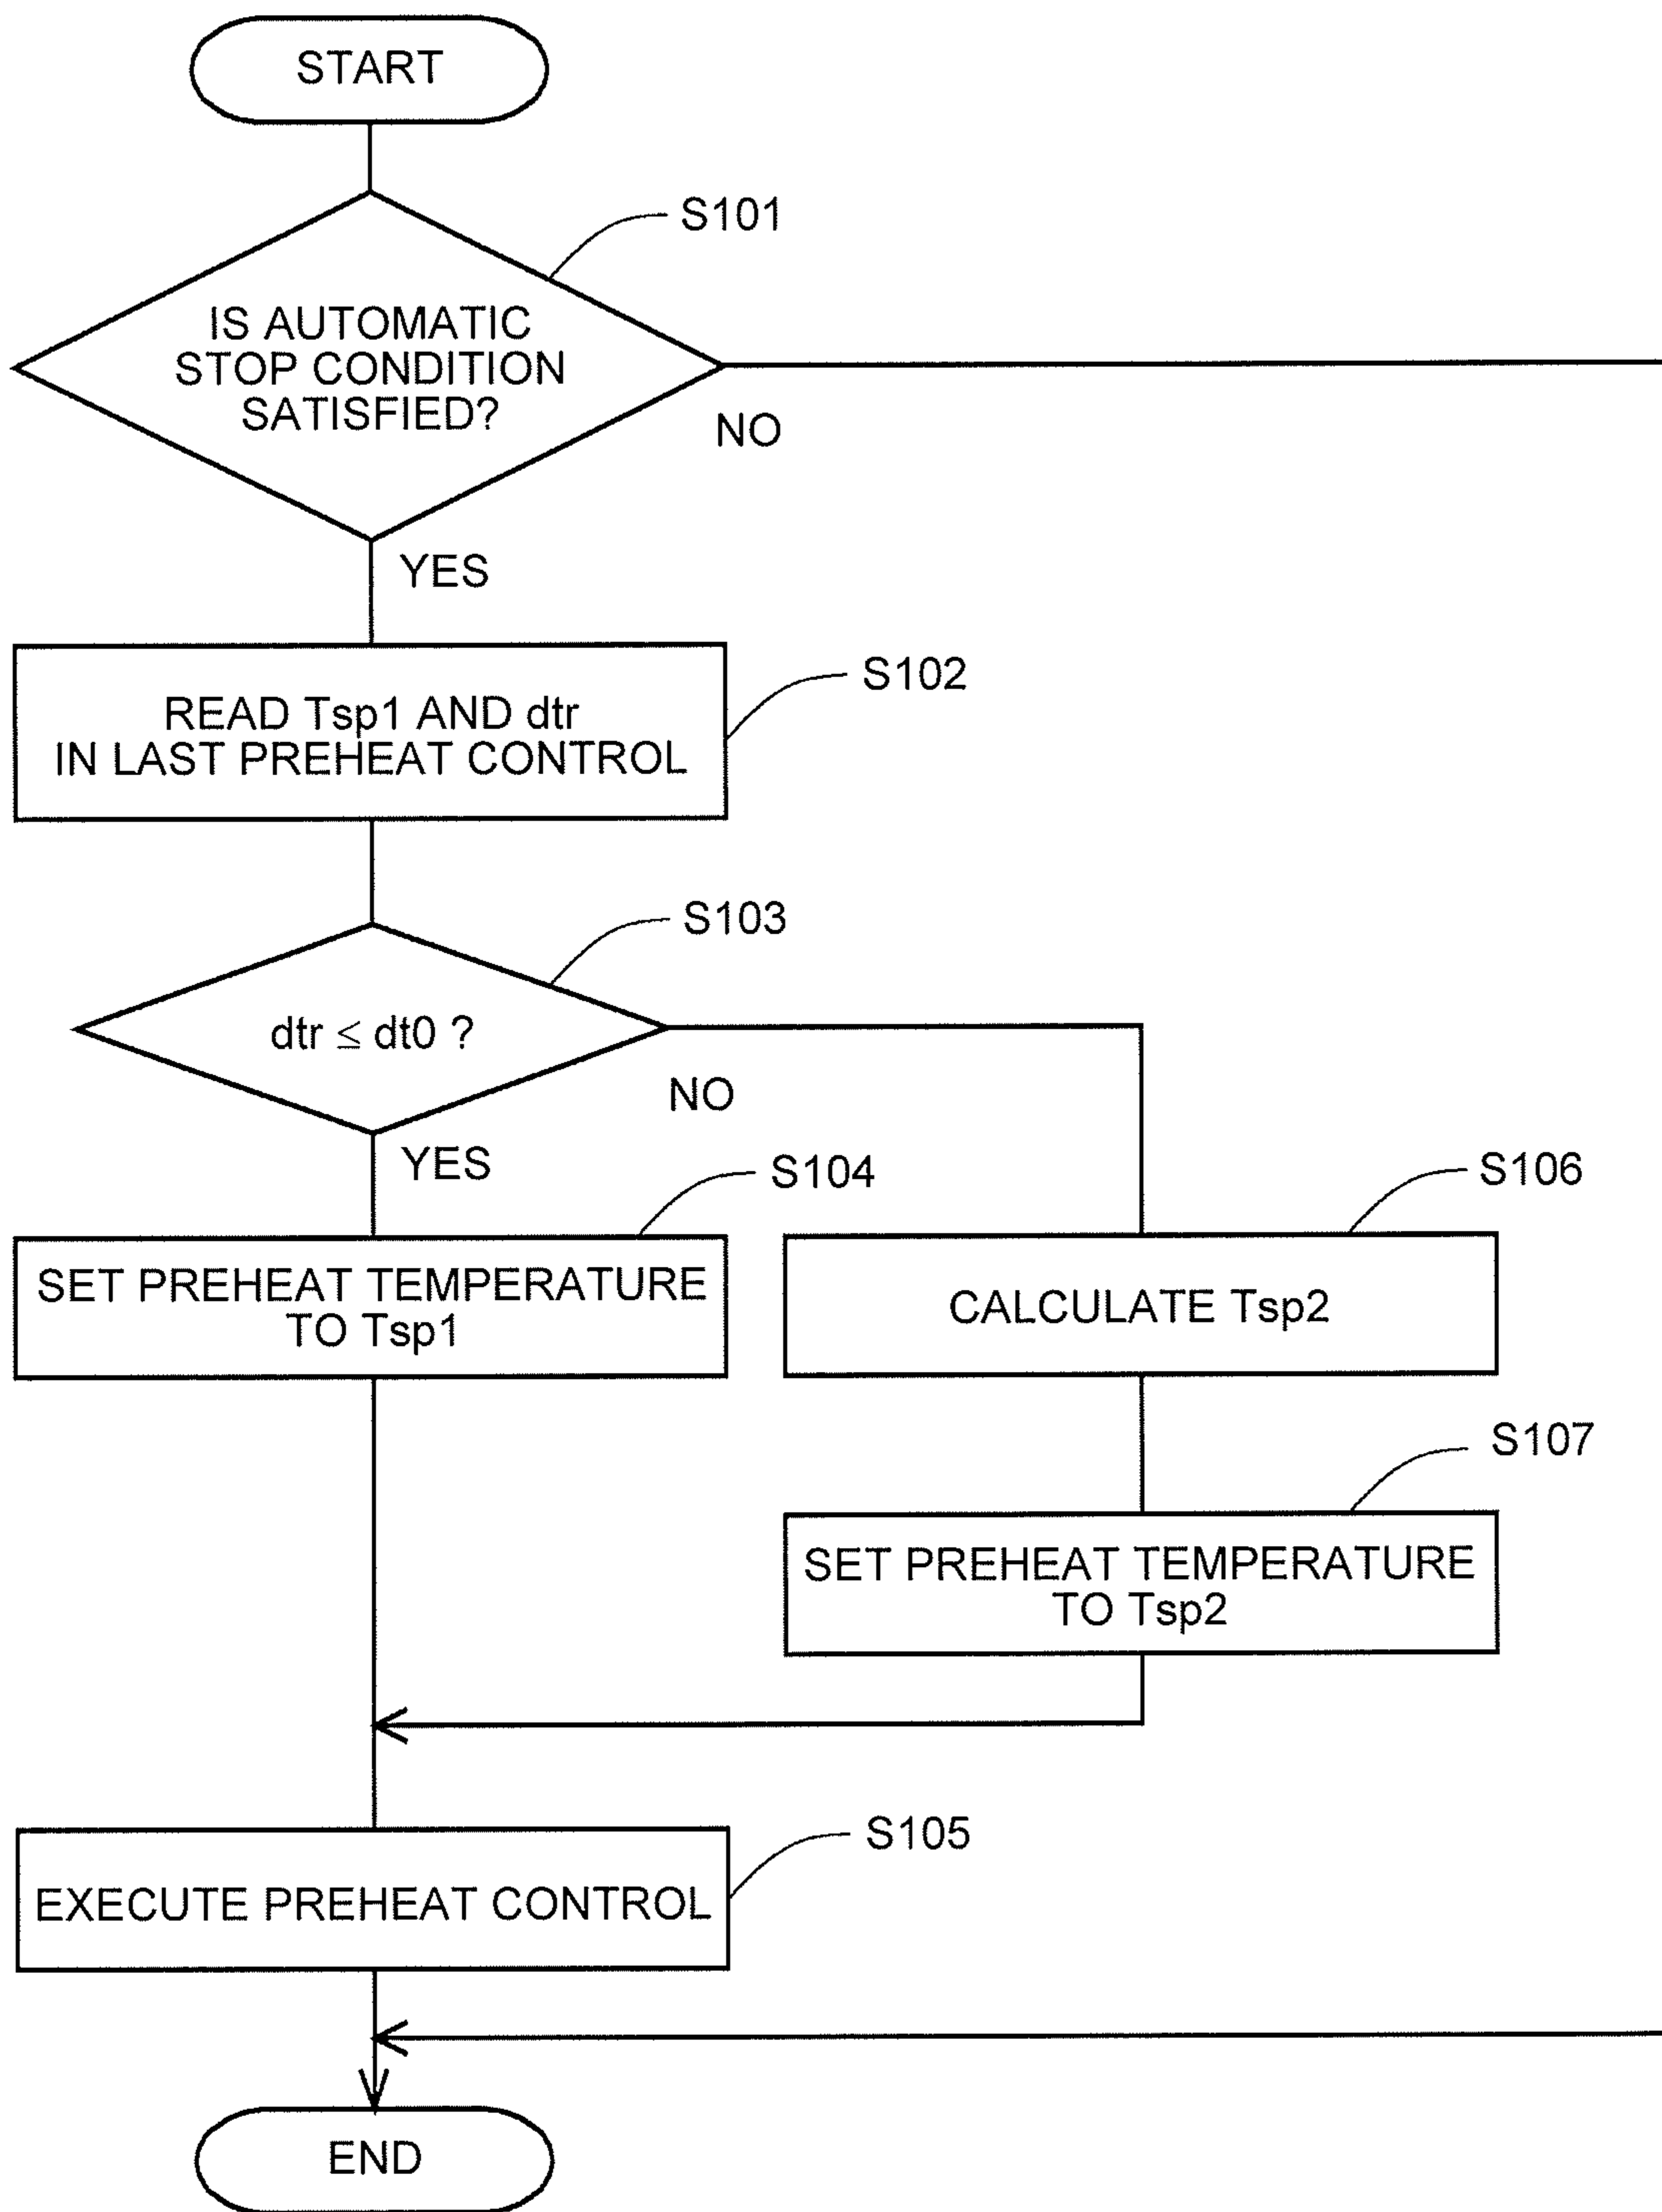 START
S101
IS AUTOMATIC
STOP CONDITION
SATISFIED?
NO
YES
S102
READ Tsp1 AND dtr
IN LAST PREHEAT CONTROL
S103
dtr ≤ dt0 ?
NO
YES
S104
SET PREHEAT TEMPERATURE
TO Tsp1
S106
CALCULATE Tsp2
S107
SET PREHEAT TEMPERATURE
TO Tsp2
S105
EXECUTE PREHEAT CONTROL
END